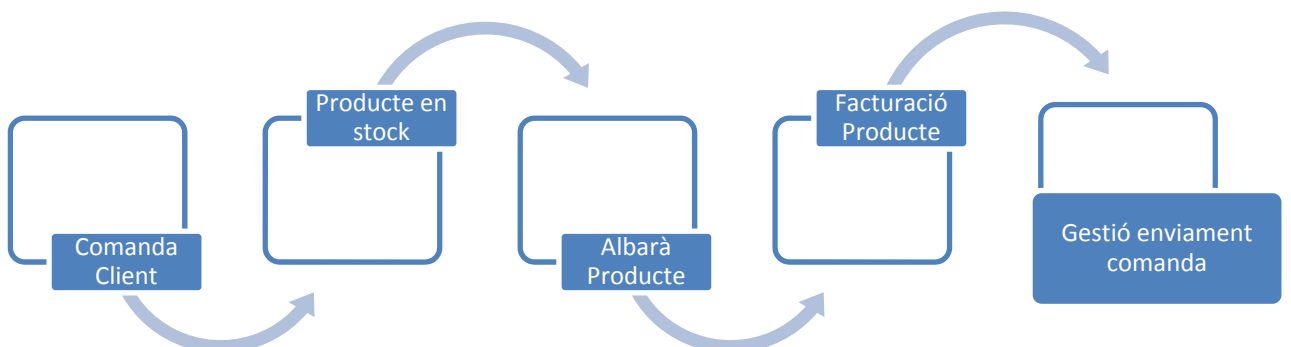 Comanda
Client
Producte en
stock
Albarà
Producte
Facturació
Producte
Gestió enviament
comanda